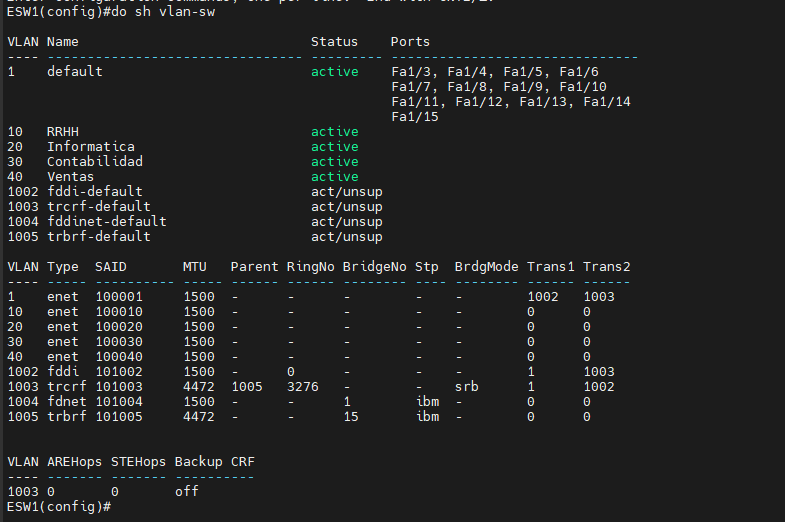 ESW1(config)#do sh vlan-sw
VLAN Name                             Status    Ports
---- -------------------------------- --------- -------------------------------
1    default                          active    Fa1/3, Fa1/4, Fa1/5, Fa1/6
                                                Fa1/7, Fa1/8, Fa1/9, Fa1/10
                                                Fa1/11, Fa1/12, Fa1/13, Fa1/14
                                                Fa1/15
10   RRHH                             active
20   Informatica                      active
30   Contabilidad                     active
40   Ventas                           active
1002 fddi-default                     act/unsup
1003 trcrf-default                    act/unsup
1004 fddinet-default                  act/unsup
1005 trbrf-default                    act/unsup
VLAN Type  SAID       MTU   Parent RingNo BridgeNo Stp  BrdgMode Trans1 Trans2
---- ----- ---------- ----- ------ ------ -------- ---- -------- ------ ------
1    enet  100001     1500  -      -      -        -    -        1002   1003
10   enet  100010     1500  -      -      -        -    -        0      0
20   enet  100020     1500  -      -      -        -    -        0      0
30   enet  100030     1500  -      -      -        -    -        0      0
40   enet  100040     1500  -      -      -        -    -        0      0
1002 fddi  101002     1500  -      0      -        -    -        1      1003
1003 trcrf 101003     4472  1005   3276   -        -    srb      1      1002
1004 fdnet 101004     1500  -      -      1        ibm  -        0      0
1005 trbrf 101005     4472  -      -      15       ibm  -        0      0
VLAN AREHops STEHops Backup CRF
---- ------- ------- ----------
1003 0       0       off
ESW1(config)#